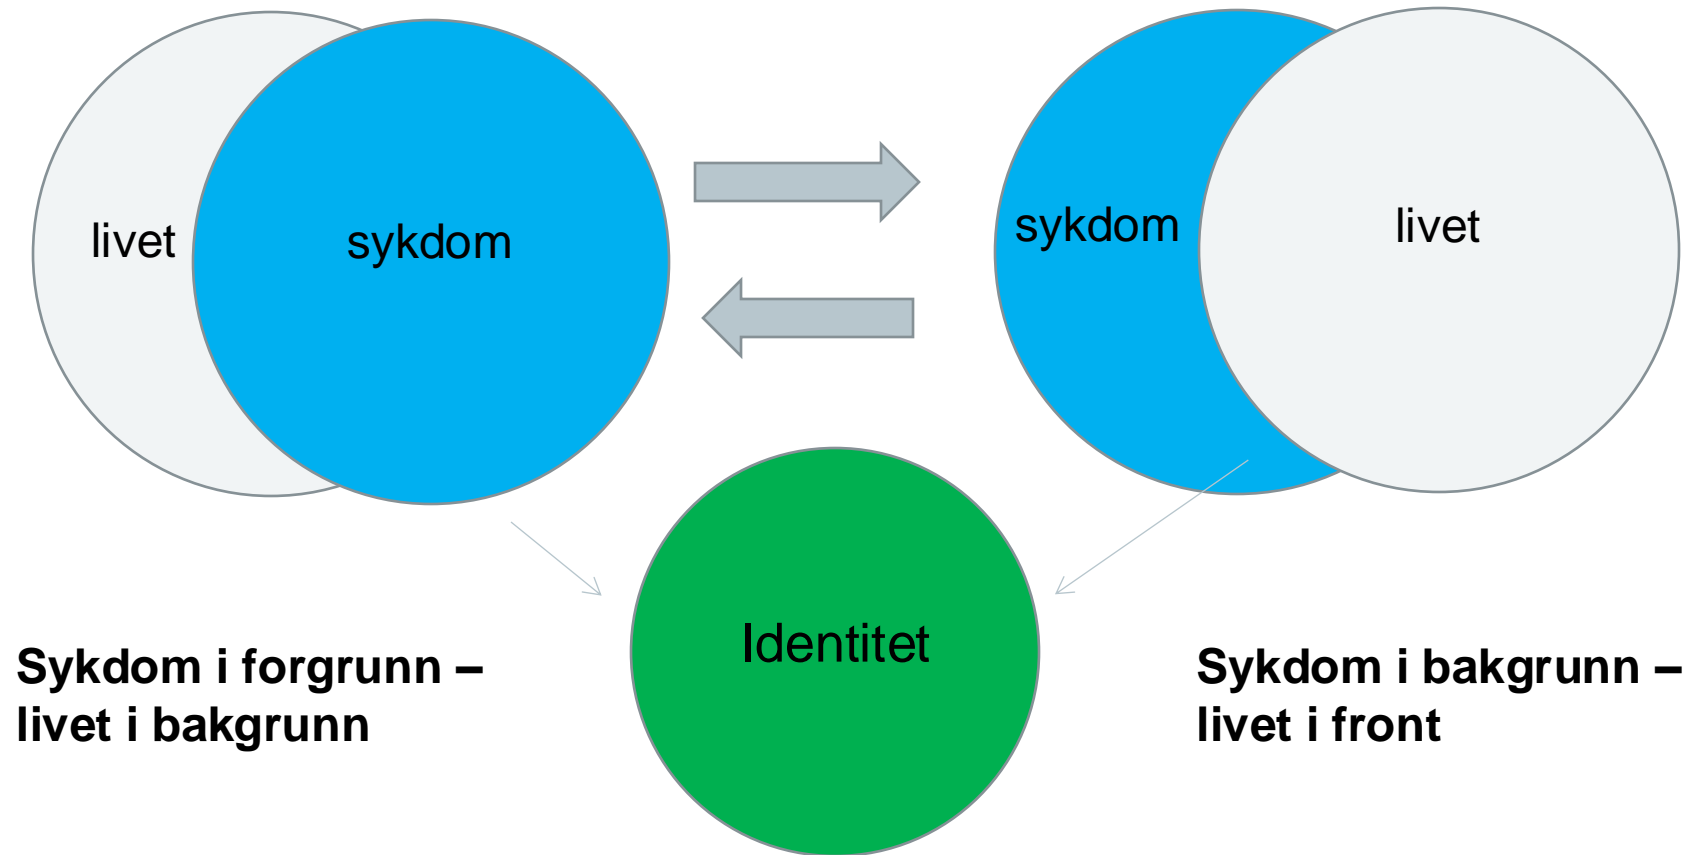 livet
sykdom
sykdom
livet
Identitet
Sykdom i forgrunn –
livet i bakgrunn
Sykdom i bakgrunn –
livet i front